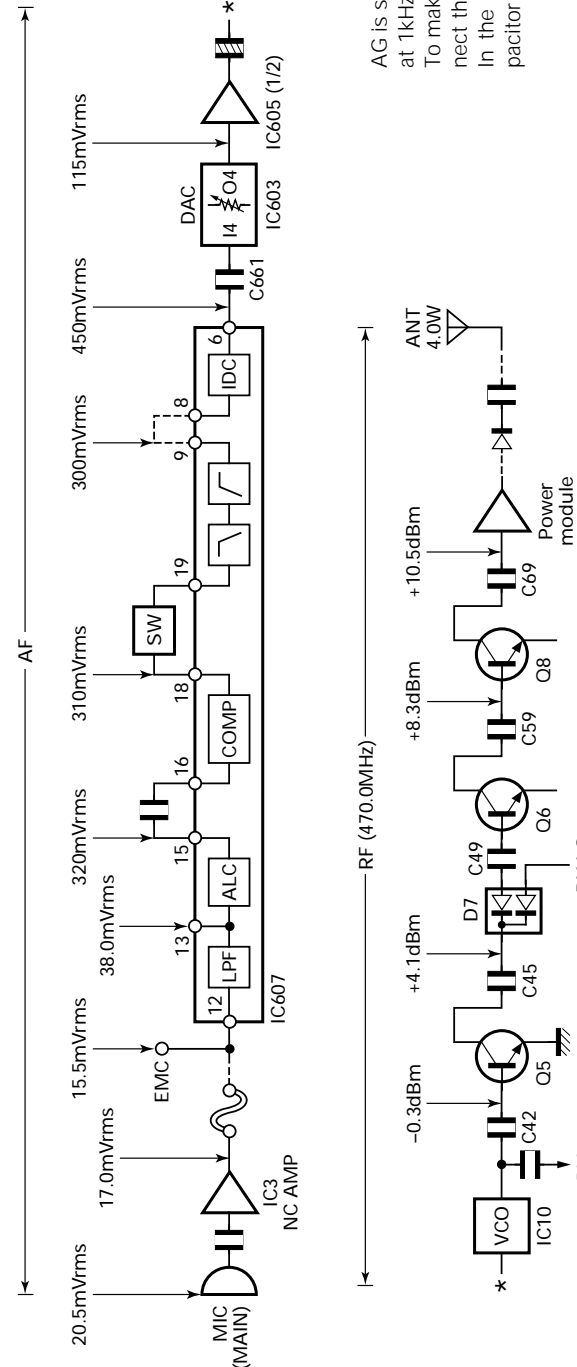 AF
20.5mVrms
17.0mVrms
15.5mVrms
38.0mVrms
320mVrms
310mVrms
300mVrms
450mVrms
115mVrms
MIC
(MAIN)
IC3
NC AMP
EMC
12
LPF
13
ALC
15
16
COMP
18
SW
19
9
8
IDC
6
IC607
C661
DAC
I4 O4
IC603
IC605 (1/2)
*
RF (470.0MHz)
−0.3dBm
+4.1dBm
+8.3dBm
+10.5dBm
ANT
4.0W
*
VCO
IC10
C42
Q5
C45
D7
C49
Q6
C59
Q8
C69
Power
module
AG is s
at 1kHz
To mak
nect th
In the
pacitor